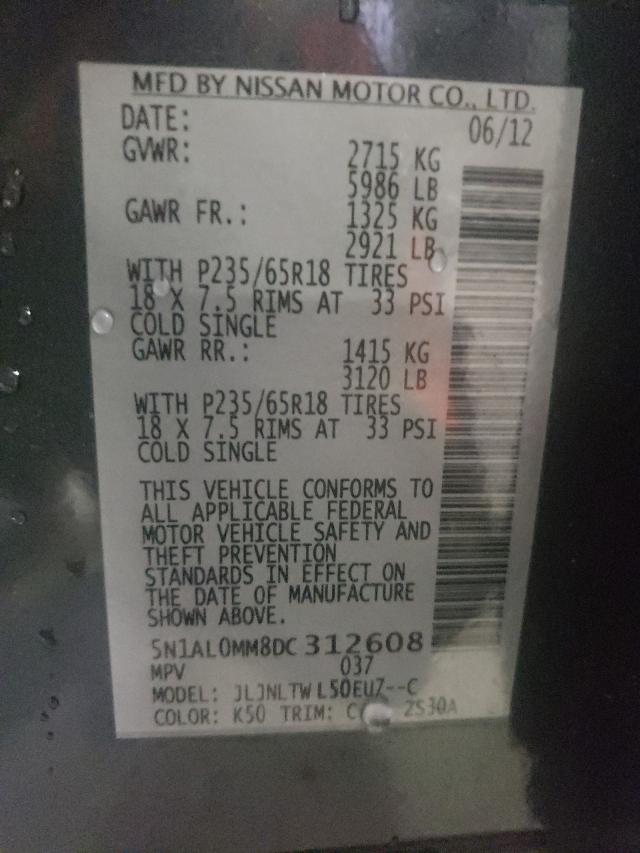 MFD BY NISSAN MOTOR CO., LTD.
DATE: 06/12
GVWR: 2715 KG
5986 LB
GAWR FR.: 1325 KG
2921 LB
WITH P235/65R18 TIRES
18 X 7.5 RIMS AT 33 PSI
COLD SINGLE
GAWR RR.: 1415 KG
3120 LB
WITH P235/65R18 TIRES
18 X 7.5 RIMS AT 33 PSI
COLD SINGLE
THIS VEHICLE CONFORMS TO
ALL APPLICABLE FEDERAL
MOTOR VEHICLE SAFETY AND
THEFT PREVENTION
STANDARDS IN EFFECT ON
THE DATE OF MANUFACTURE
SHOWN ABOVE.
5N1AL0MM8DC 312608
MPV 037
MODEL: JLJNLTW L50EUZ--C
COLOR: K50 TRIM: ZS30A